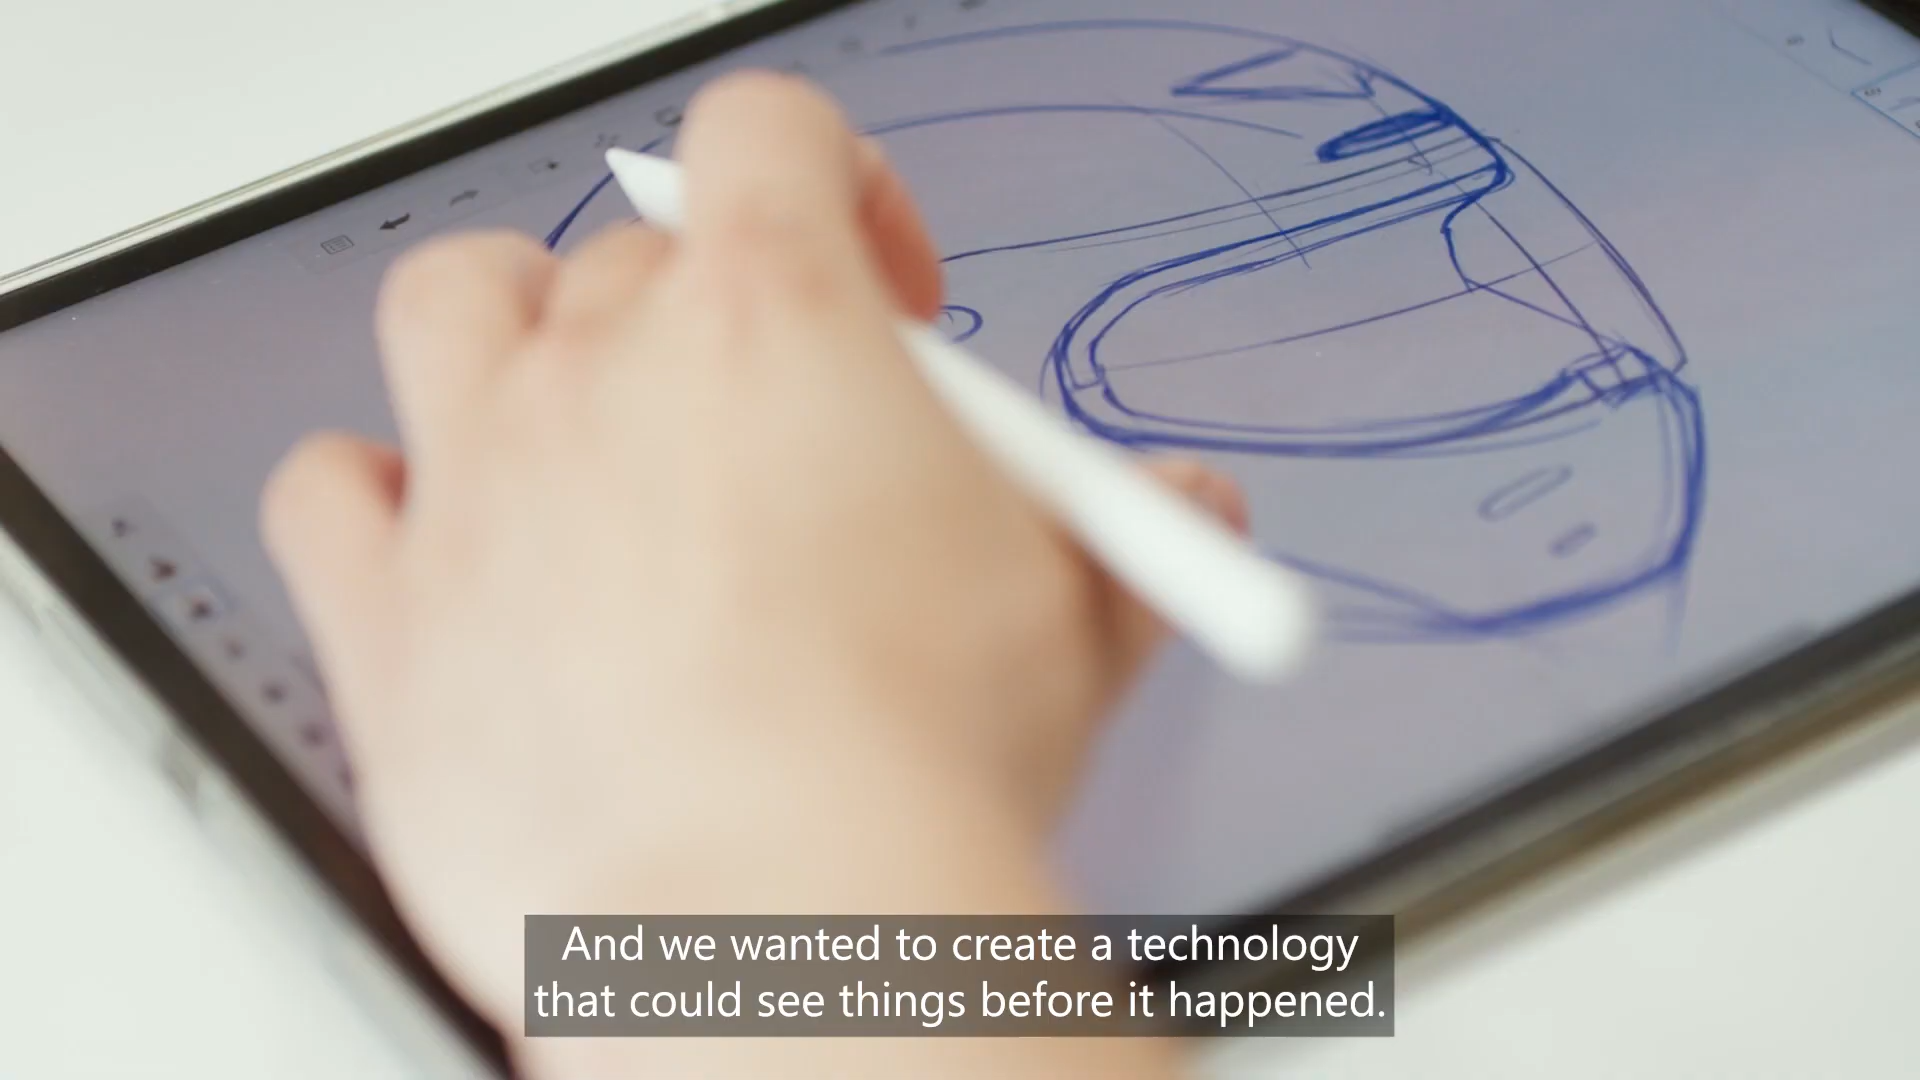 And we wanted to create a technology
that could see things before it happened.